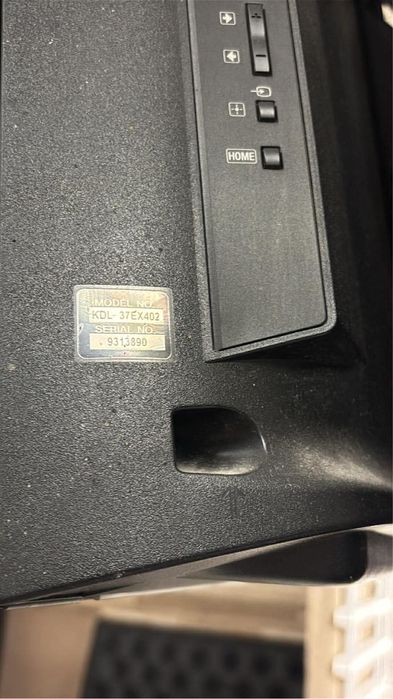 HOME
MODEL NO.
KDL- 37EX402
SERIAL NO.
9313890